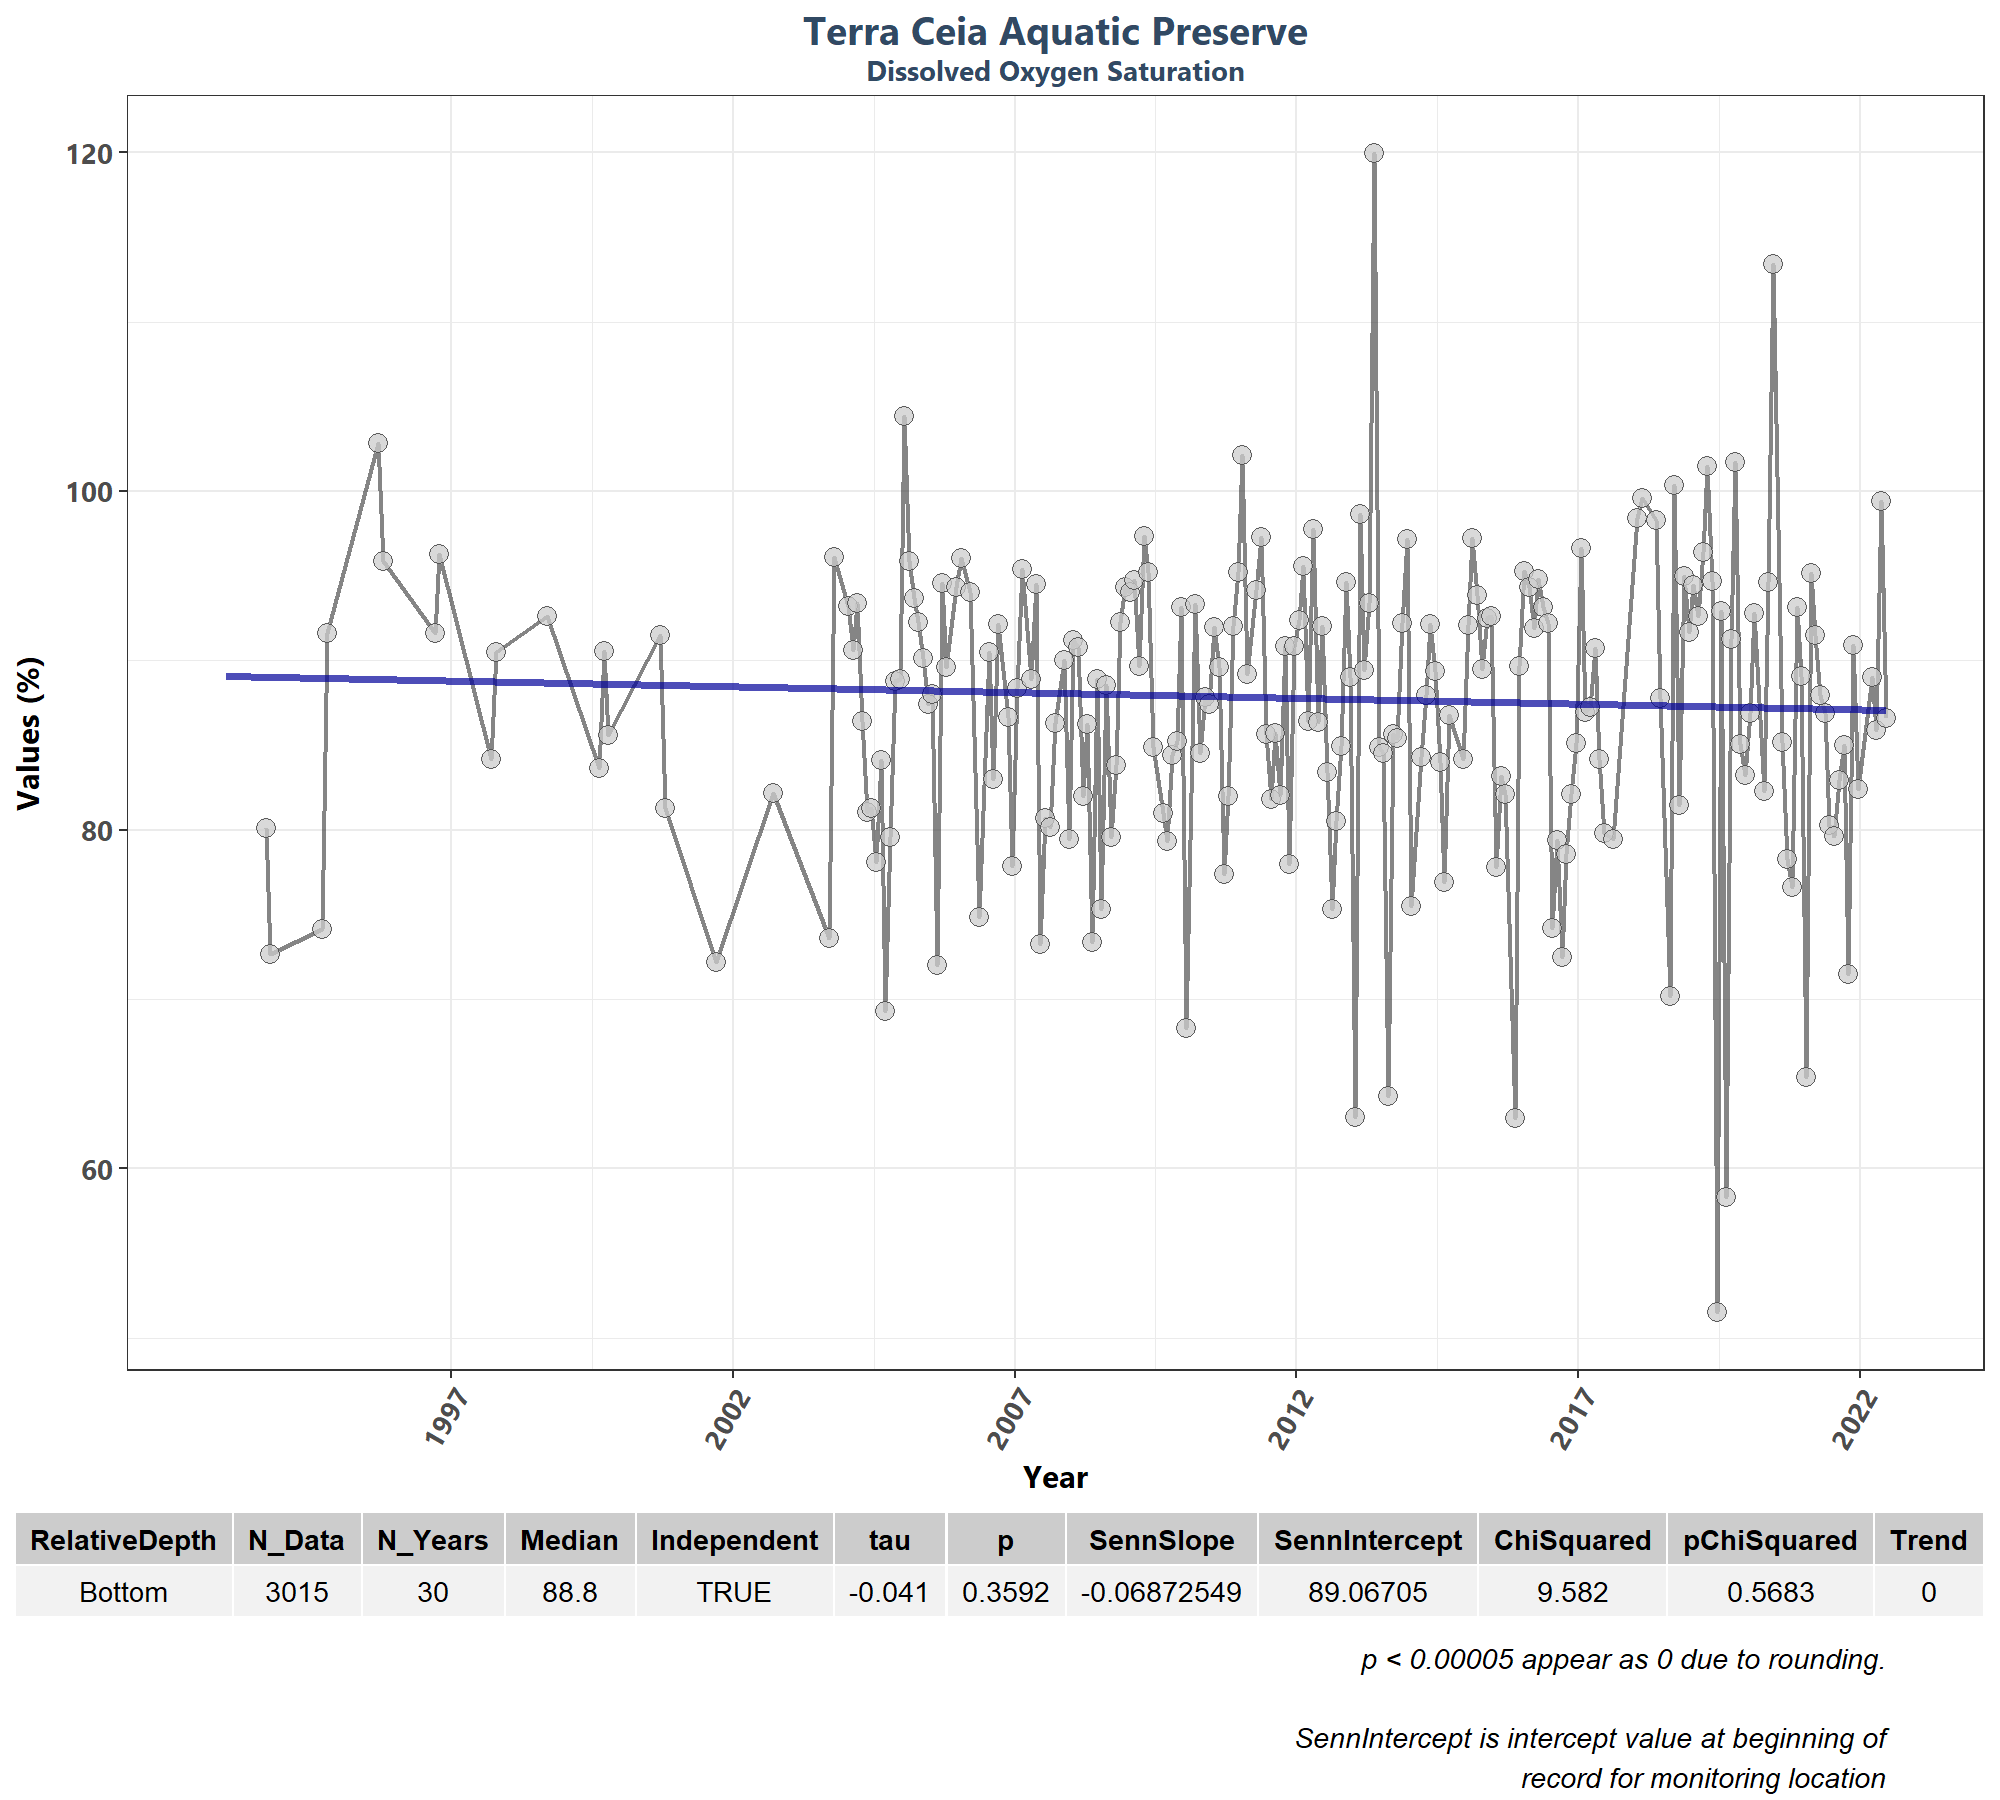 Terra Ceia Aquatic Preserve
Dissolved Oxygen Saturation
120
100
80
60
Values (%)
1997 2002 2007 2012 2017 2022
Year
RelativeDepth N_Data N_Years Median Independent tau p SennSlope SennIntercept ChiSquared pChiSquared Trend
Bottom 3015 30 88.8 TRUE -0.041 0.3592 -0.06872549 89.06705 9.582 0.5683 0
p < 0.00005 appear as 0 due to rounding.
SennIntercept is intercept value at beginning of
record for monitoring location